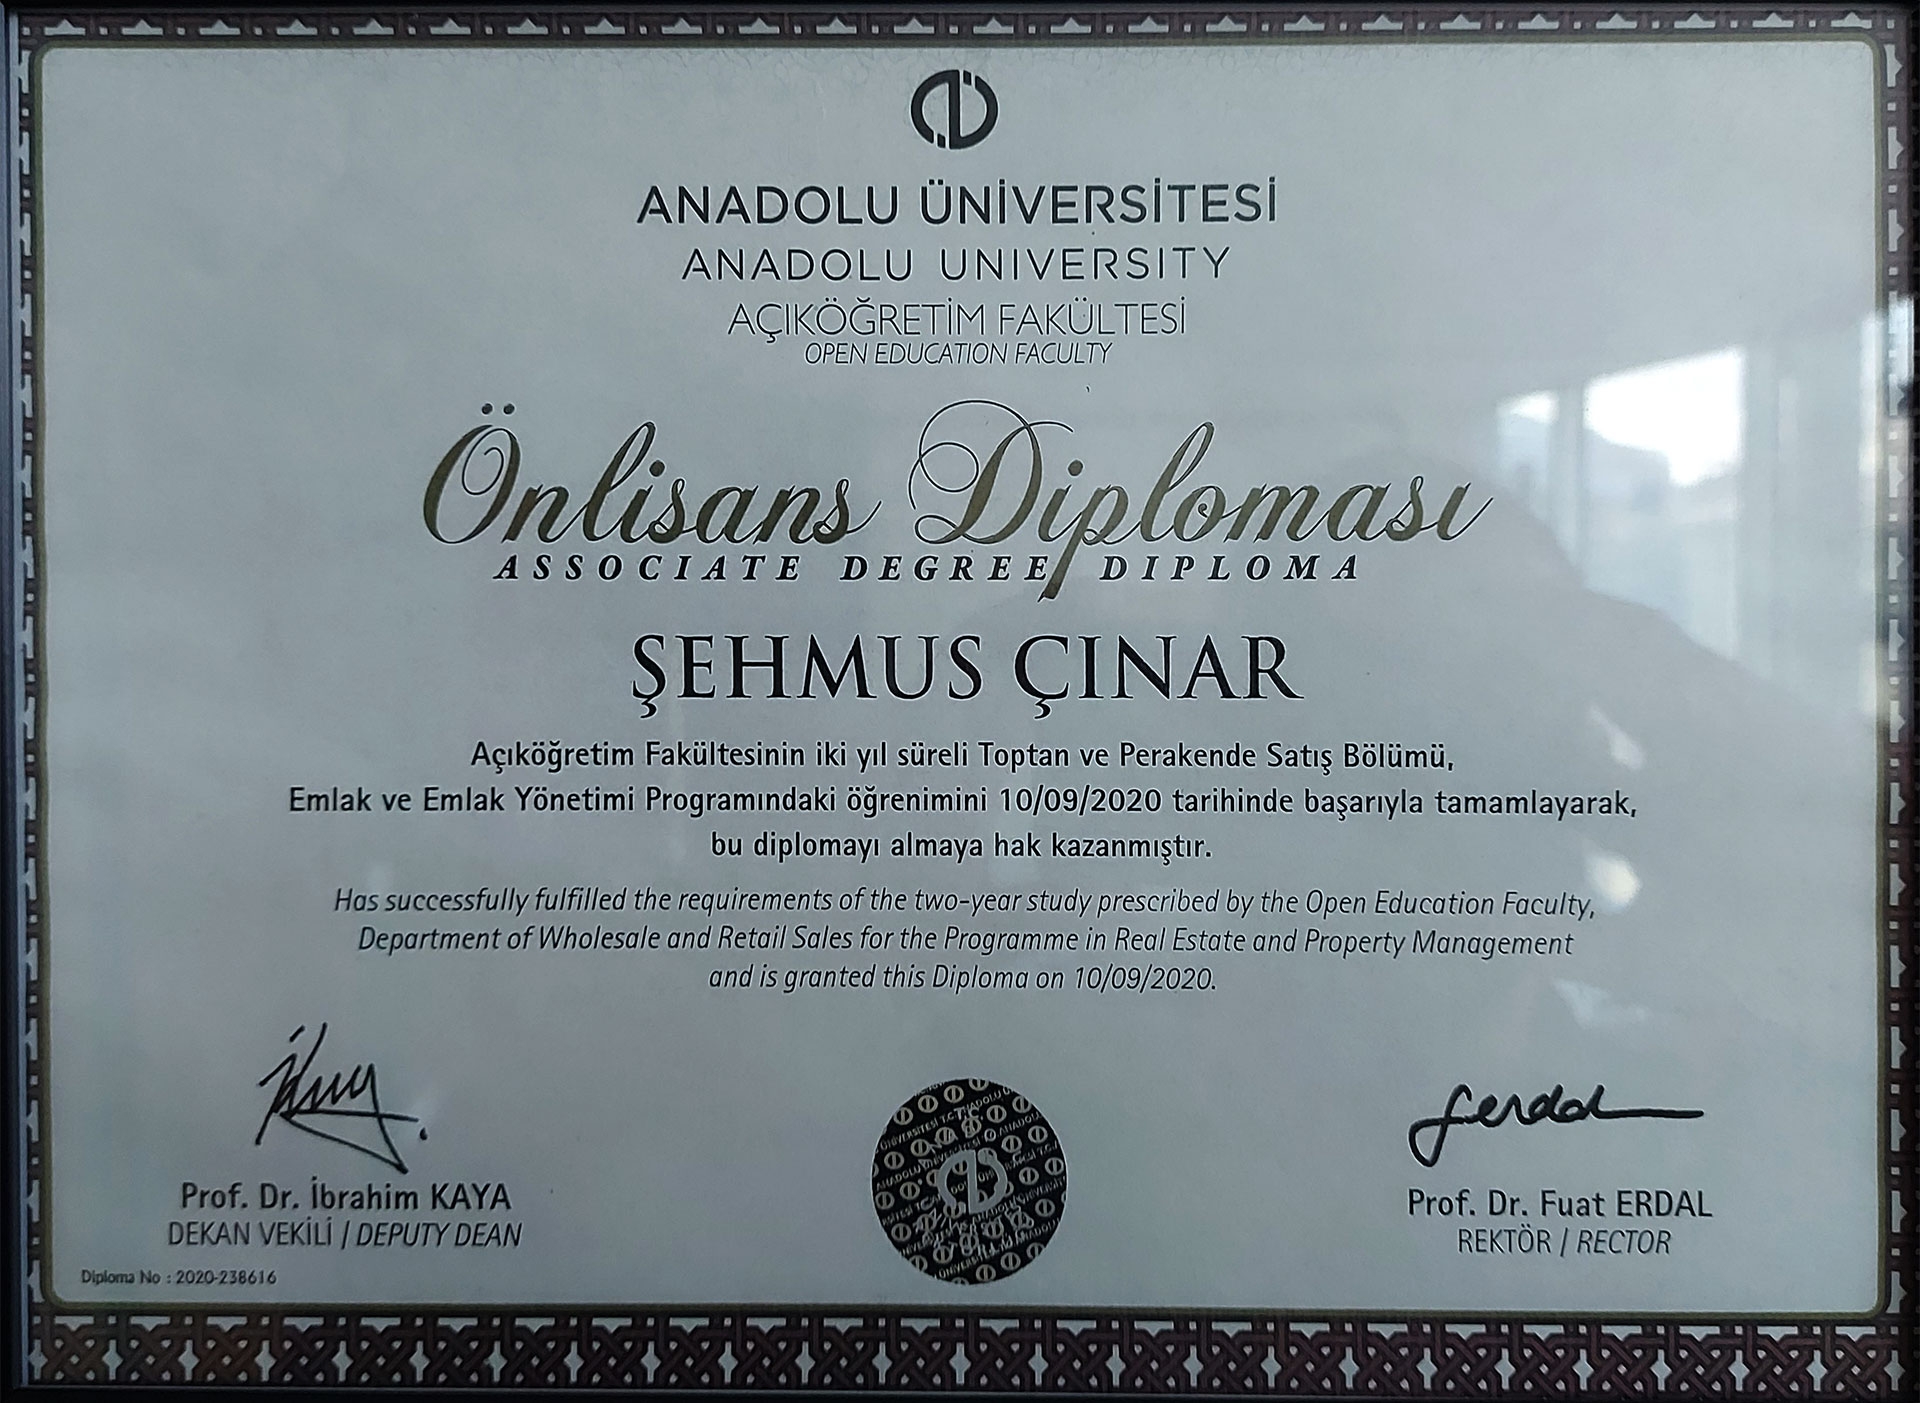 ANADOLU ÜNİVERSİTESİ
ANADOLU UNIVERSITY
AÇIKÖĞRETİM FAKÜLTESİ
OPEN EDUCATION FACULTY
Önlisans Diploması
ASSOCIATE DEGREE DIPLOMA
ŞEHMUS ÇINAR
Açıköğretim Fakültesinin iki yıl süreli Toptan ve Perakende Satış Bölümü,
Emlak ve Emlak Yönetimi Programındaki öğrenimini 10/09/2020 tarihinde başarıyla tamamlayarak,
bu diplomayı almaya hak kazanmıştır.
Has successfully fulfilled the requirements of the two-year study prescribed by the Open Education Faculty,
Department of Wholesale and Retail Sales for the Programme in Real Estate and Property Management
and is granted this Diploma on 10/09/2020.
Prof. Dr. İbrahim KAYA
DEKAN VEKİLİ / DEPUTY DEAN
Prof. Dr. Fuat ERDAL
REKTÖR / RECTOR
Diploma No : 2020-238616